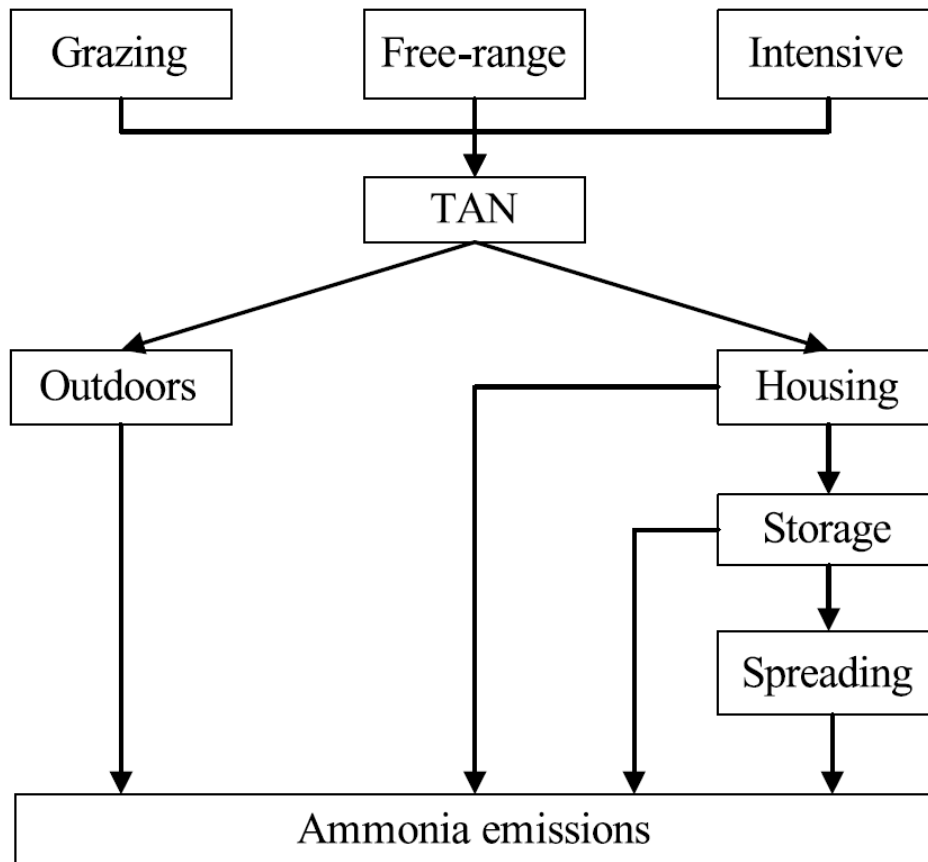 Grazing
Free-range
Intensive
TAN
Outdoors
Housing
Storage
Spreading
Ammonia emissions